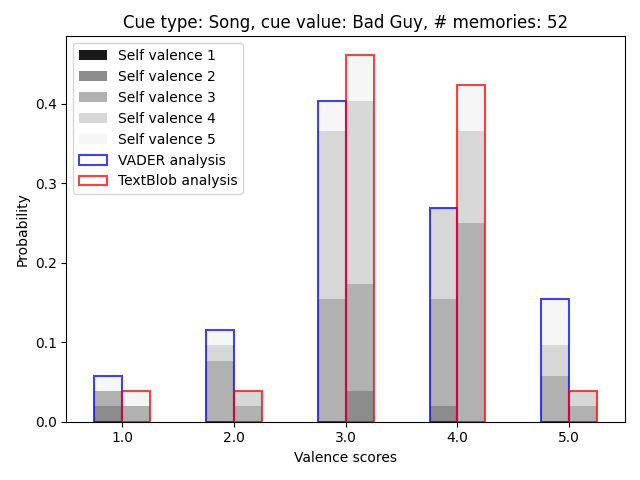 Cue type: Song, cue value: Bad Guy, # memories: 52
Self valence 1
Self valence 2
Self valence 3
Self valence 4
Self valence 5
VADER analysis
TextBlob analysis
Probability
0.4
0.3
0.2
0.1
0.0
1.0 2.0 3.0 4.0 5.0
Valence scores